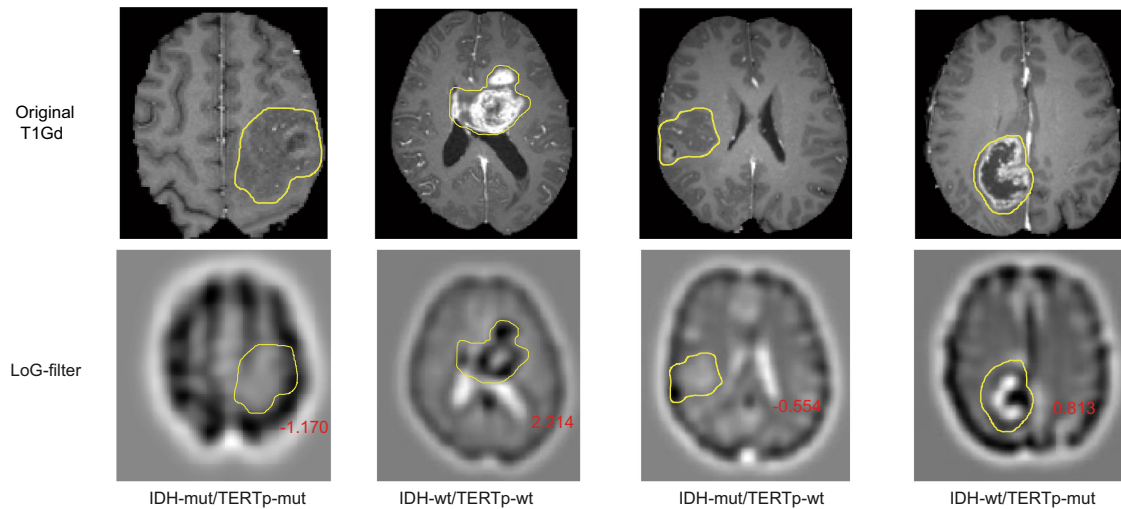 Original
T1Gd
LoG-filter
-1.170
2.214
-0.554
0.813
IDH-mut/TERTp-mut
IDH-wt/TERTp-wt
IDH-mut/TERTp-wt
IDH-wt/TERTp-mut